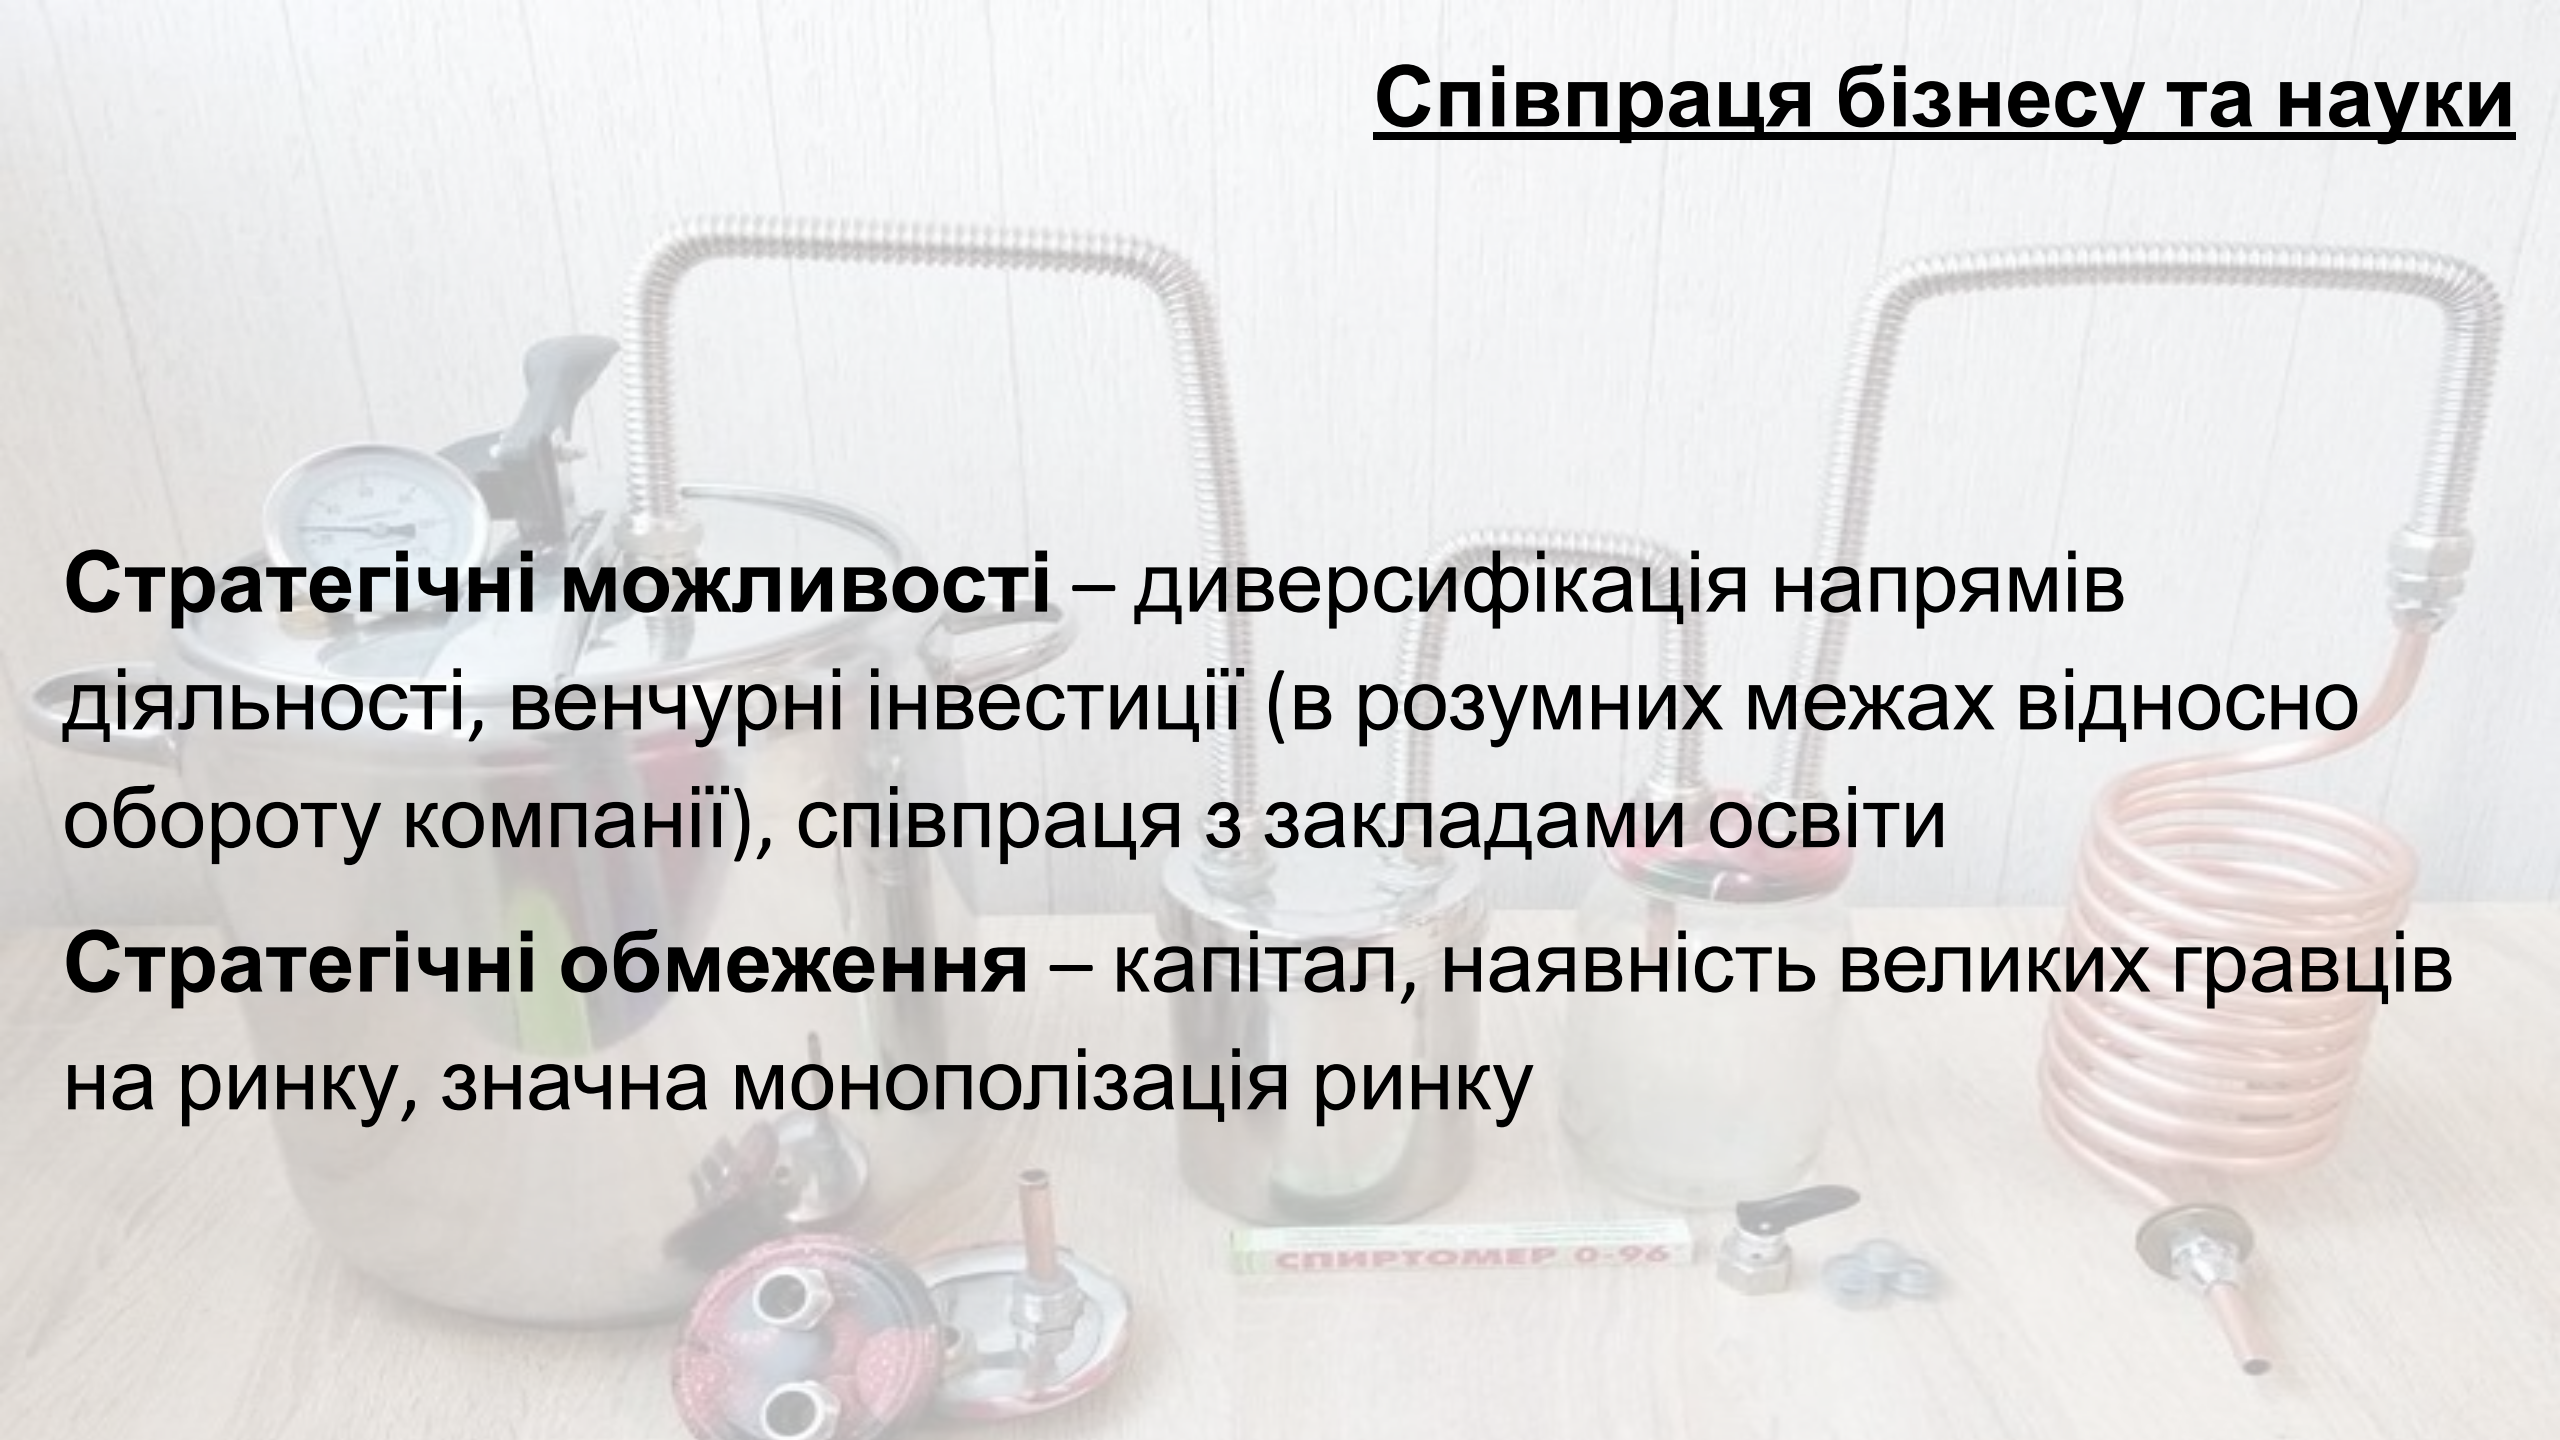 Співпраця бізнесу та науки
Стратегічні можливості – диверсифікація напрямів
діяльності, венчурні інвестиції (в розумних межах відносно
обороту компанії), співпраця з закладами освіти
Стратегічні обмеження – капітал, наявність великих гравців
на ринку, значна монополізація ринку
СПИРТОМЕР 0-96